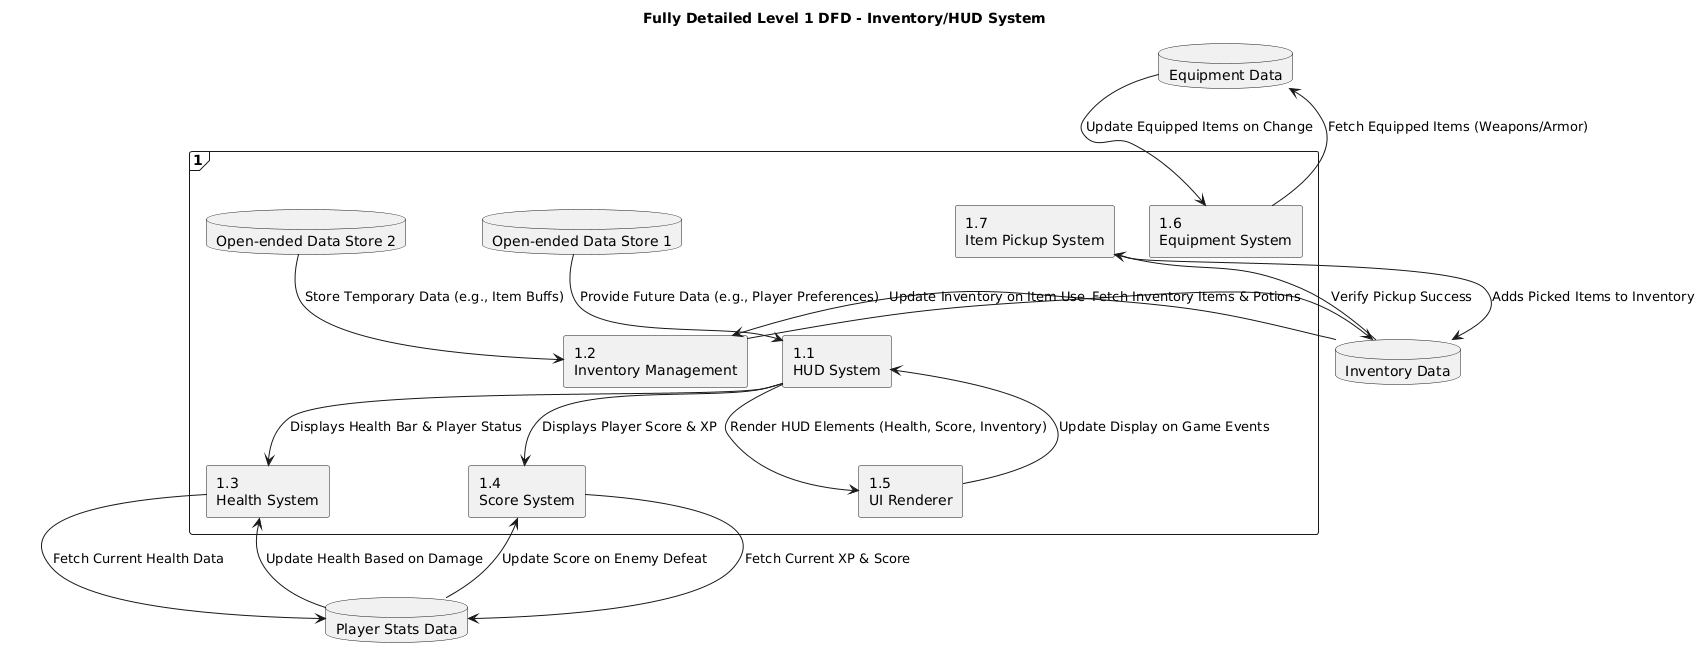 Fully Detailed Level 1 DFD - Inventory/HUD System
Equipment Data
Update Equipped Items on Change
Fetch Equipped Items (Weapons/Armor)
1
Open-ended Data Store 2
Open-ended Data Store 1
1.7
Item Pickup System
1.6
Equipment System
Store Temporary Data (e.g., Item Buffs)
Provide Future Data (e.g., Player Preferences)
Update Inventory on Item Use
Fetch Inventory Items & Potions
Verify Pickup Success
Adds Picked Items to Inventory
1.2
Inventory Management
1.1
HUD System
Inventory Data
Displays Health Bar & Player Status
Displays Player Score & XP
Render HUD Elements (Health, Score, Inventory)
Update Display on Game Events
1.3
Health System
1.4
Score System
1.5
UI Renderer
Fetch Current Health Data
Update Health Based on Damage
Update Score on Enemy Defeat
Fetch Current XP & Score
Player Stats Data